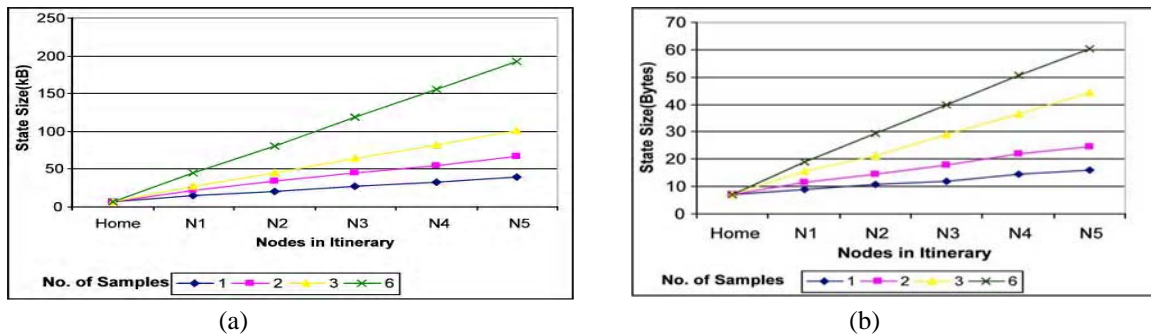 250
200
150
100
50
0
State Size(kB)
Home N1 N2 N3 N4 N5
Nodes in Itinerary
No. of Samples 1 2 3 6
(a)
70
60
50
40
30
20
10
0
State Size(Bytes)
Home N1 N2 N3 N4 N5
Nodes in Itinerary
No. of Samples 1 2 3 6
(b)